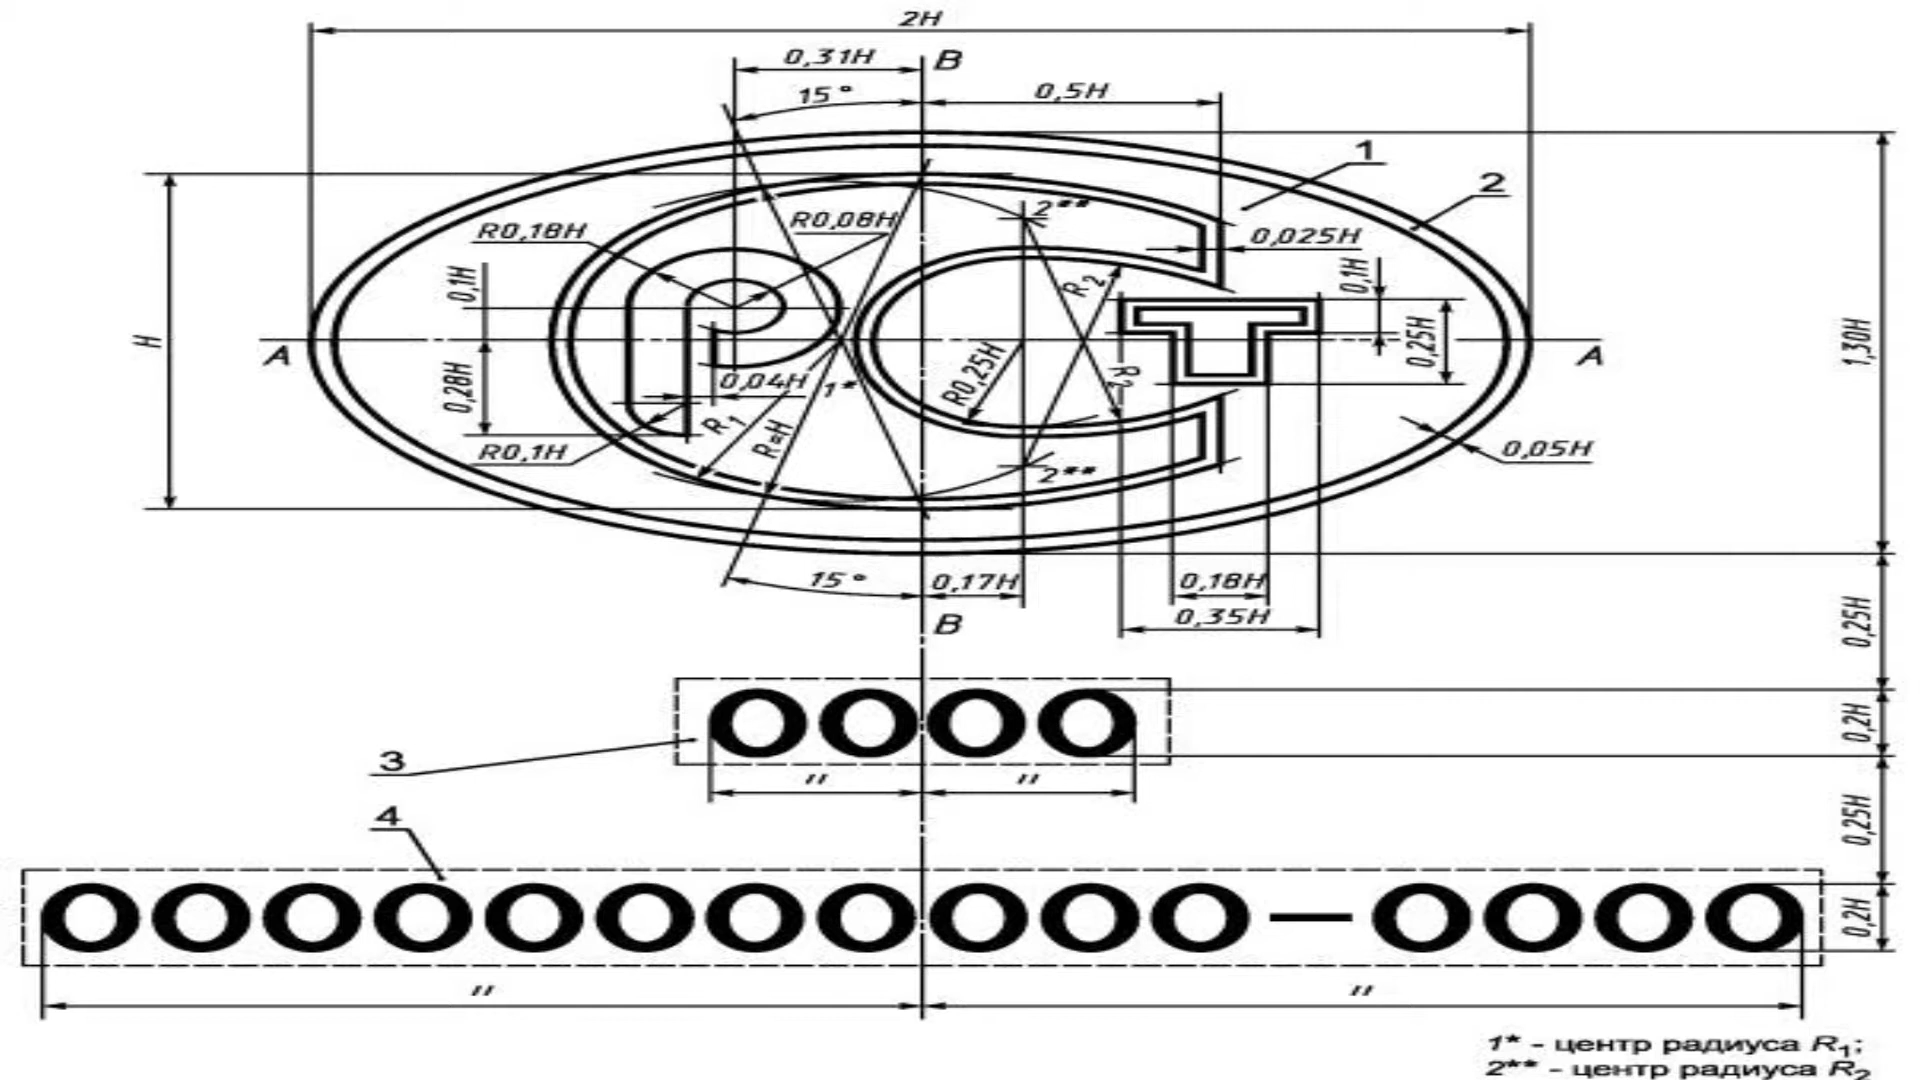 2H
0,31H
B
15°
0,5H
1
2
2**
R0,18H
R0,08H
0,025H
0,1H
0,1H
R₂
H
0,25H
1,30H
A
A
R0,25H
R₂
0,28H
0,04H
1*
R₁
R=H
R0,1H
0,05H
2**
15°
0,17H
0,18H
0,35H
B
0,25H
OOOO
0,2H
3
"
"
4
0,25H
OOOOOOOOOOO—OOOO
0,2H
"
"
1* - центр радиуса R₁;
2** - центр радиуса R₂